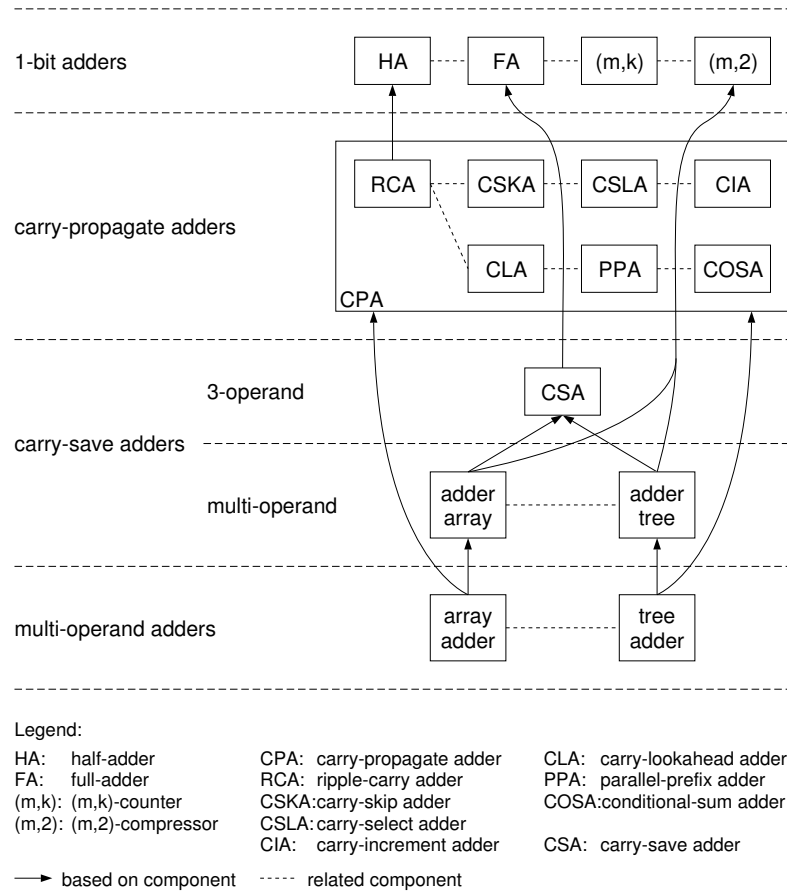 1-bit adders
HA FA (m,k) (m,2)
RCA CSKA CSLA CIA
carry-propagate adders
CLA PPA COSA
CPA
3-operand
CSA
carry-save adders
multi-operand
adder array
adder tree
multi-operand adders
array adder
tree adder
Legend:
HA: half-adder
FA: full-adder
(m,k): (m,k)-counter
(m,2): (m,2)-compressor
CPA: carry-propagate adder
RCA: ripple-carry adder
CSKA:carry-skip adder
CSLA:carry-select adder
CIA: carry-increment adder
CLA: carry-lookahead adder
PPA: parallel-prefix adder
COSA:conditional-sum adder
CSA: carry-save adder
based on component
related component